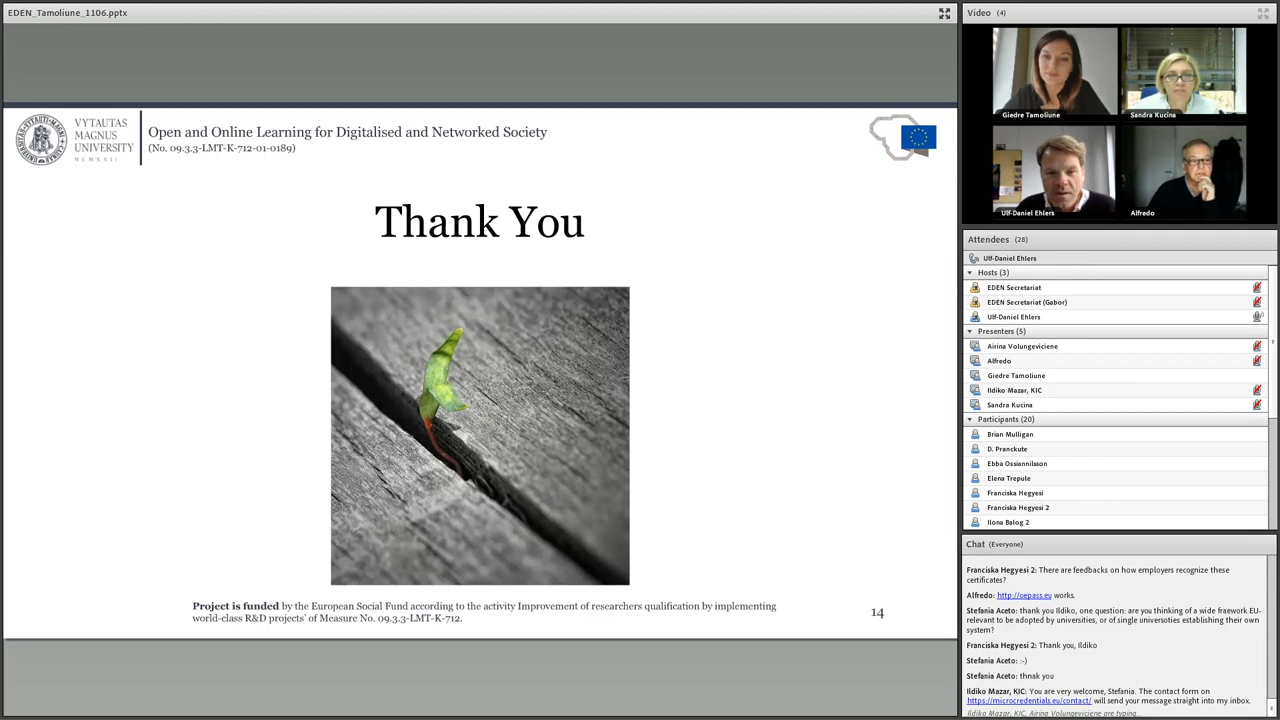 EDEN_Tamoliune_1106.pptx
VYTAUTAS
MAGNUS
UNIVERSITY
MCMXXII
Open and Online Learning for Digitalised and Networked Society
(No. 09.3.3-LMT-K-712-01-0189)
Thank You
Project is funded by the European Social Fund according to the activity Improvement of researchers qualification by implementing
world-class R&D projects' of Measure No. 09.3.3-LMT-K-712.
14
Video (4)
Giedre Tamoliune
Sandra Kucina
Ulf-Daniel Ehlers
Alfredo
Attendees (28)
Ulf-Daniel Ehlers
Hosts (3)
EDEN Secretariat
EDEN Secretariat (Gabor)
Ulf-Daniel Ehlers
Presenters (5)
Airina Volungeviciene
Alfredo
Giedre Tamoliune
Ildiko Mazar, KIC
Sandra Kucina
Participants (20)
Brian Mulligan
D. Pranckute
Ebba Ossiannilsson
Elena Trepule
Franciska Hegyesi
Franciska Hegyesi 2
Ilona Balog 2
Chat (Everyone)
Franciska Hegyesi 2: There are feedbacks on how employers recognize these
certificates?
Alfredo: http://oepass.eu works.
Stefania Aceto: thank you Ildiko, one question: are you thinking of a wide fraework EU-
relevant to be adopted by universities, or of single universoties establishing their own
system?
Franciska Hegyesi 2: Thank you, Ildiko
Stefania Aceto: :-)
Stefania Aceto: thnak you
Ildiko Mazar, KIC: You are very welcome, Stefania. The contact form on
https://microcredentials.eu/contact/ will send your message straight into my inbox.
Ildiko Mazar, KIC, Airina Volungeviciene are typing...